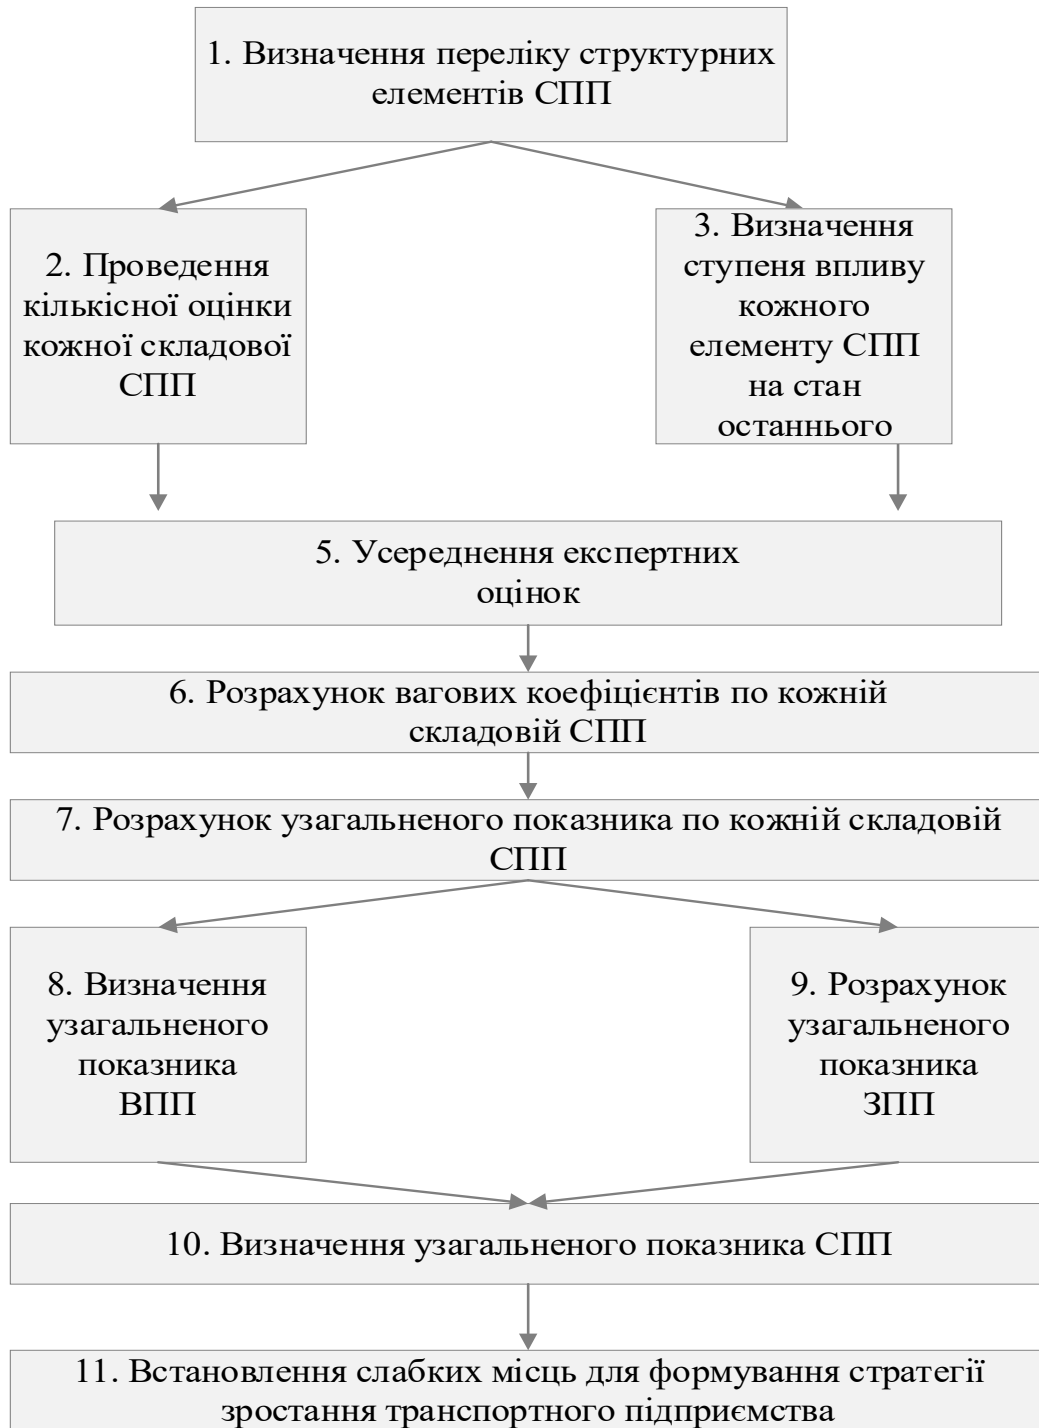 1. Визначення переліку структурних
елементів СПП
2. Проведення
кількісної оцінки
кожної складової
СПП
3. Визначення
ступеня впливу
кожного
елементу СПП
на стан
останнього
5. Усереднення експертних
оцінок
6. Розрахунок вагових коефіцієнтів по кожній
складовій СПП
7. Розрахунок узагальненого показника по кожній складовій
СПП
8. Визначення
узагальненого
показника
ВПП
9. Розрахунок
узагальненого
показника
ЗПП
10. Визначення узагальненого показника СПП
11. Встановлення слабких місць для формування стратегії
зростання транспортного підприємства